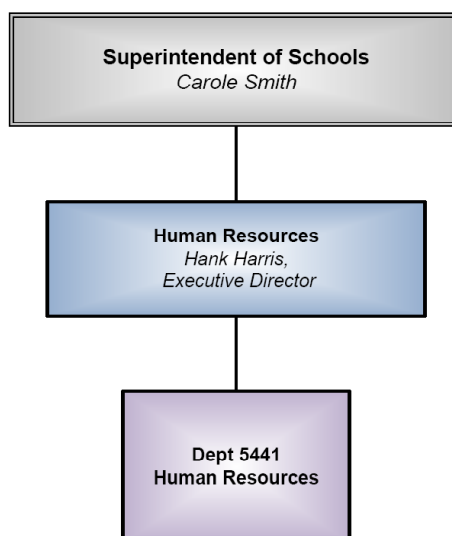 Superintendent of Schools
Carole Smith
Human Resources
Hank Harris,
Executive Director
Dept 5441
Human Resources